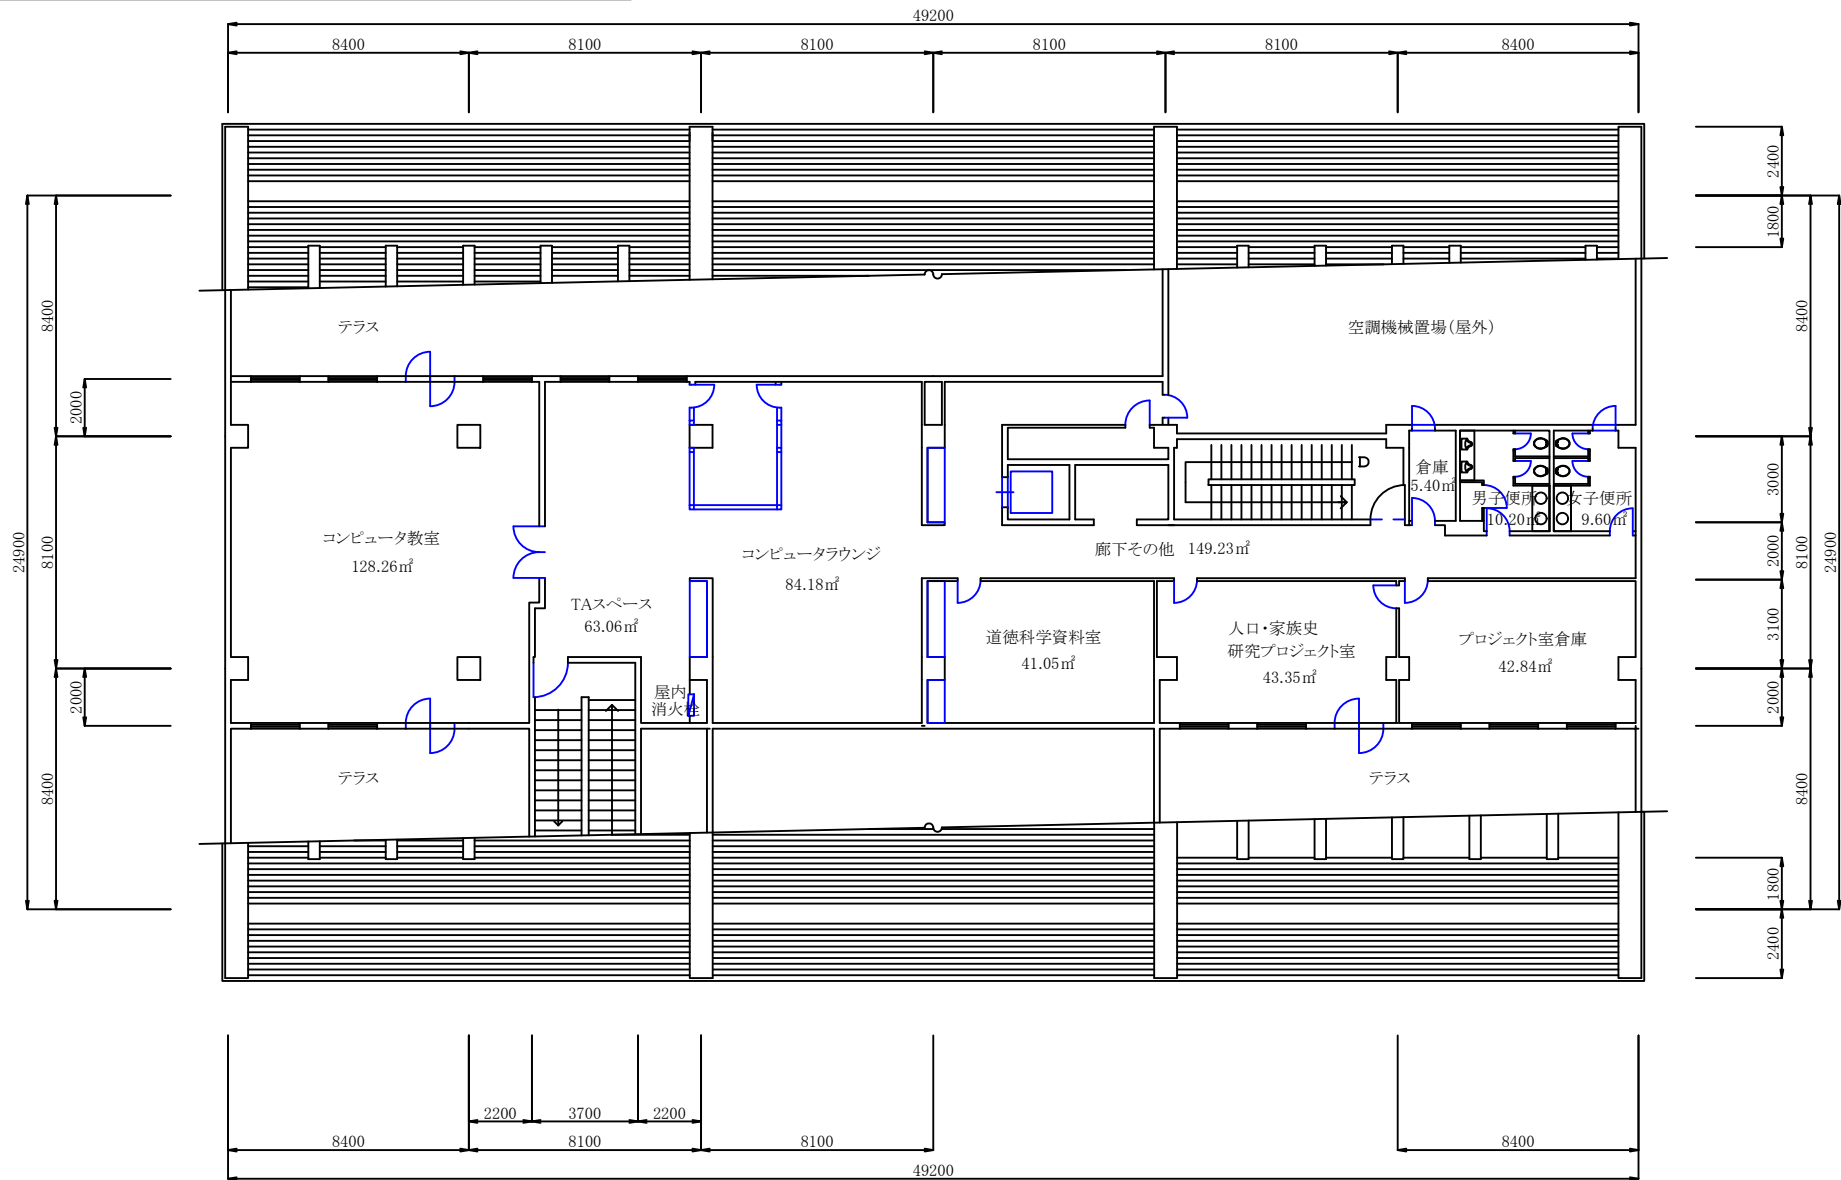 49200
8400 8100 8100 8100 8100 8400
2400
1800
テラス
空調機械置場(屋外)
8400
8400
2000
倉庫
5.40㎡
男子便所
10.20㎡
女子便所
9.60㎡
3000
コンピュータ教室
128.26㎡
コンピュータラウンジ
84.18㎡
廊下その他 149.23㎡
24900
8100
2000
8100
24900
TAスペース
63.06㎡
道徳科学資料室
41.05㎡
人口・家族史
研究プロジェクト室
43.35㎡
プロジェクト室倉庫
42.84㎡
3100
屋内
消火栓
2000
2000
テラス
テラス
8400
8400
1800
2400
2200 3700 2200
8400 8100 8100 8400
49200